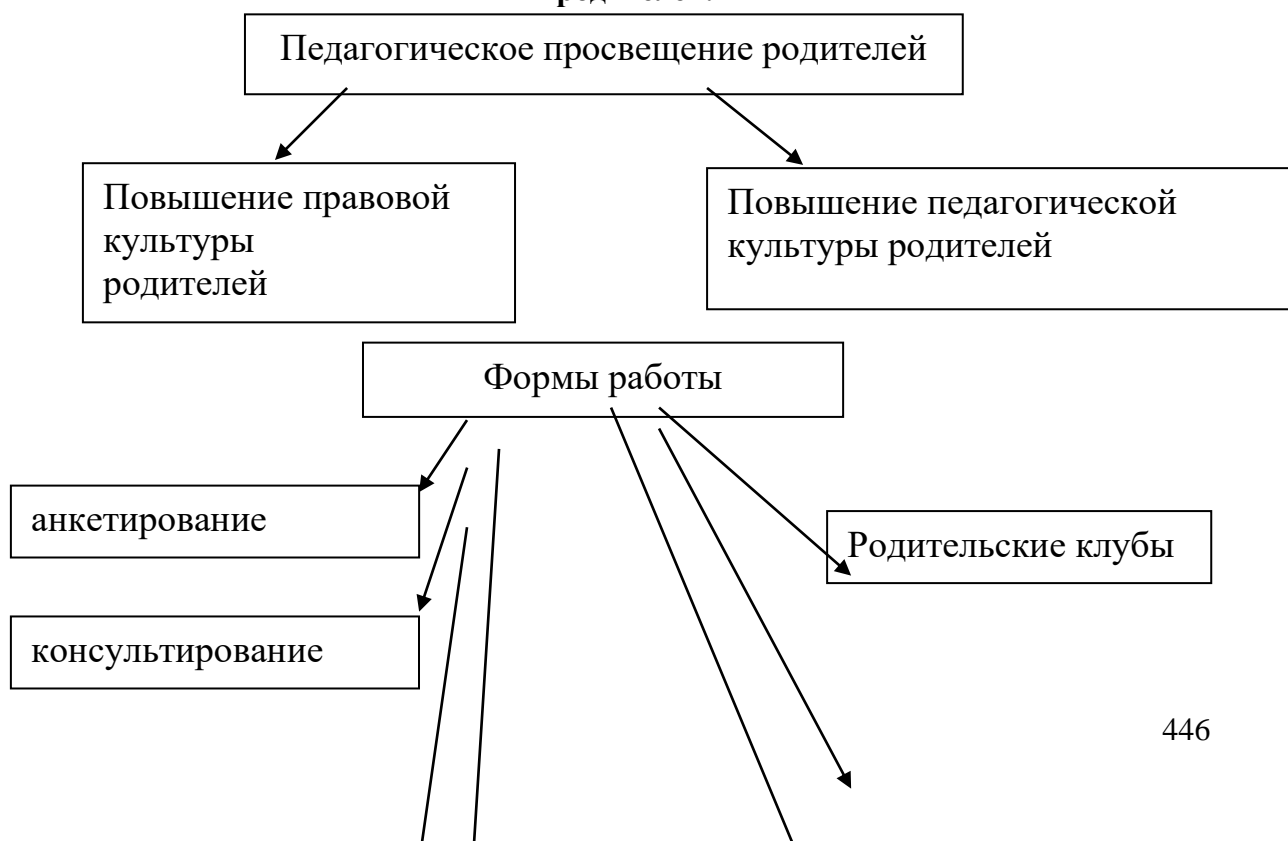 Педагогическое просвещение родителей
Повышение правовой
культуры
родителей
Повышение педагогической
культуры родителей
Формы работы
анкетирование
Родительские клубы
консультирование
446